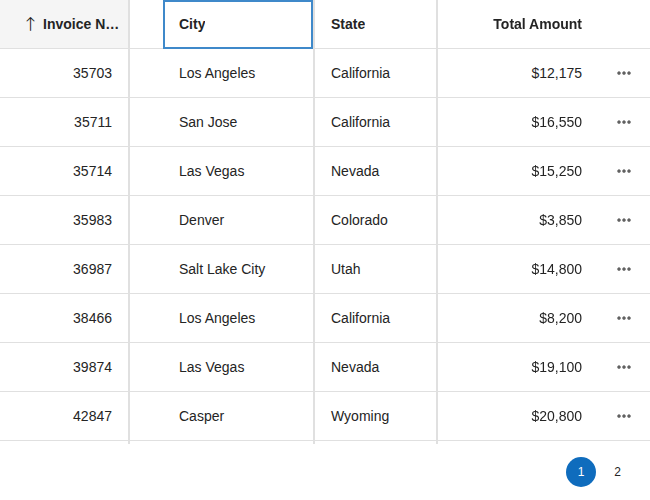 ↑ Invoice N... City State Total Amount
35703 Los Angeles California $12,175 •••
35711 San Jose California $16,550 •••
35714 Las Vegas Nevada $15,250 •••
35983 Denver Colorado $3,850 •••
36987 Salt Lake City Utah $14,800 •••
38466 Los Angeles California $8,200 •••
39874 Las Vegas Nevada $19,100 •••
42847 Casper Wyoming $20,800 •••
1 2